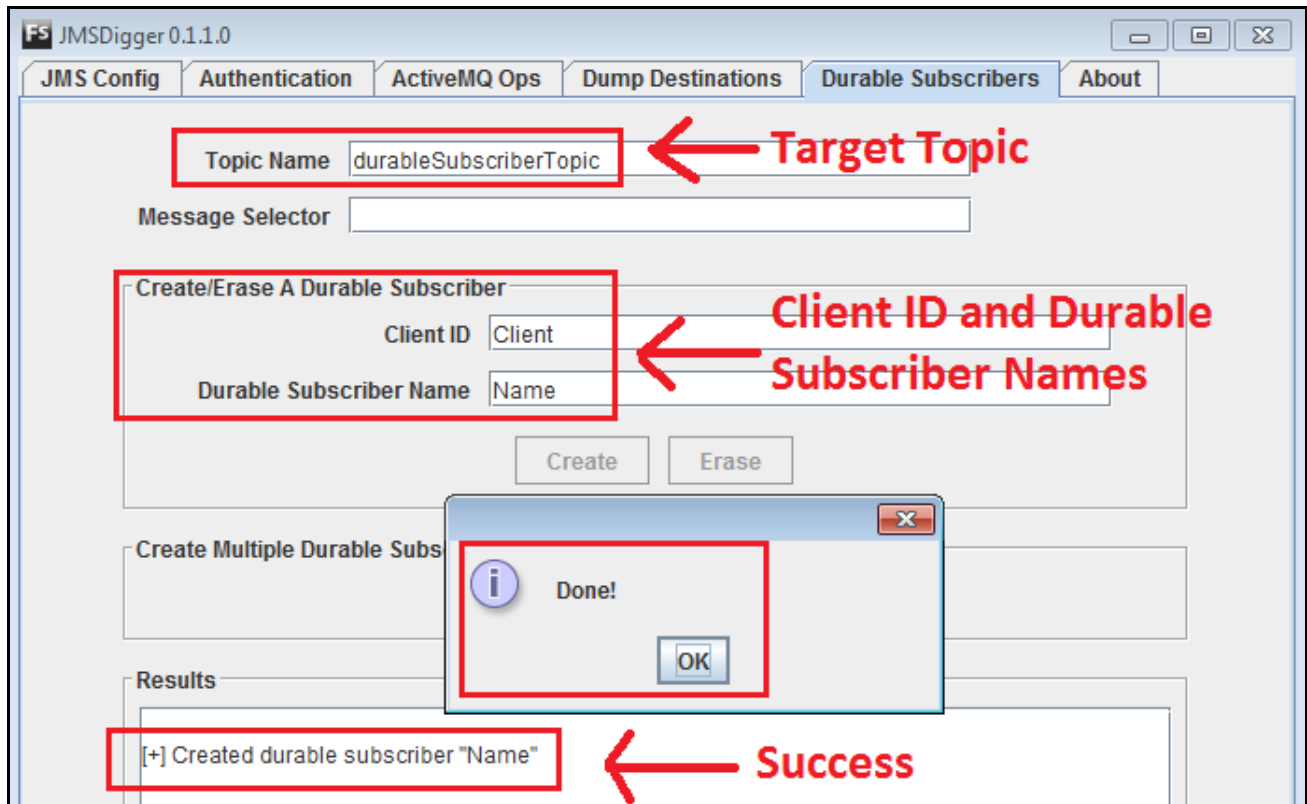 FS JMSDigger 0.1.1.0
JMS Config Authentication ActiveMQ Ops Dump Destinations Durable Subscribers About
Topic Name durableSubscriberTopic Target Topic
Message Selector
Create/Erase A Durable Subscriber
Client ID Client
Client ID and Durable
Durable Subscriber Name Name
Subscriber Names
Create Erase
Create Multiple Durable Subs
i Done!
OK
Results
[+] Created durable subscriber "Name"
Success